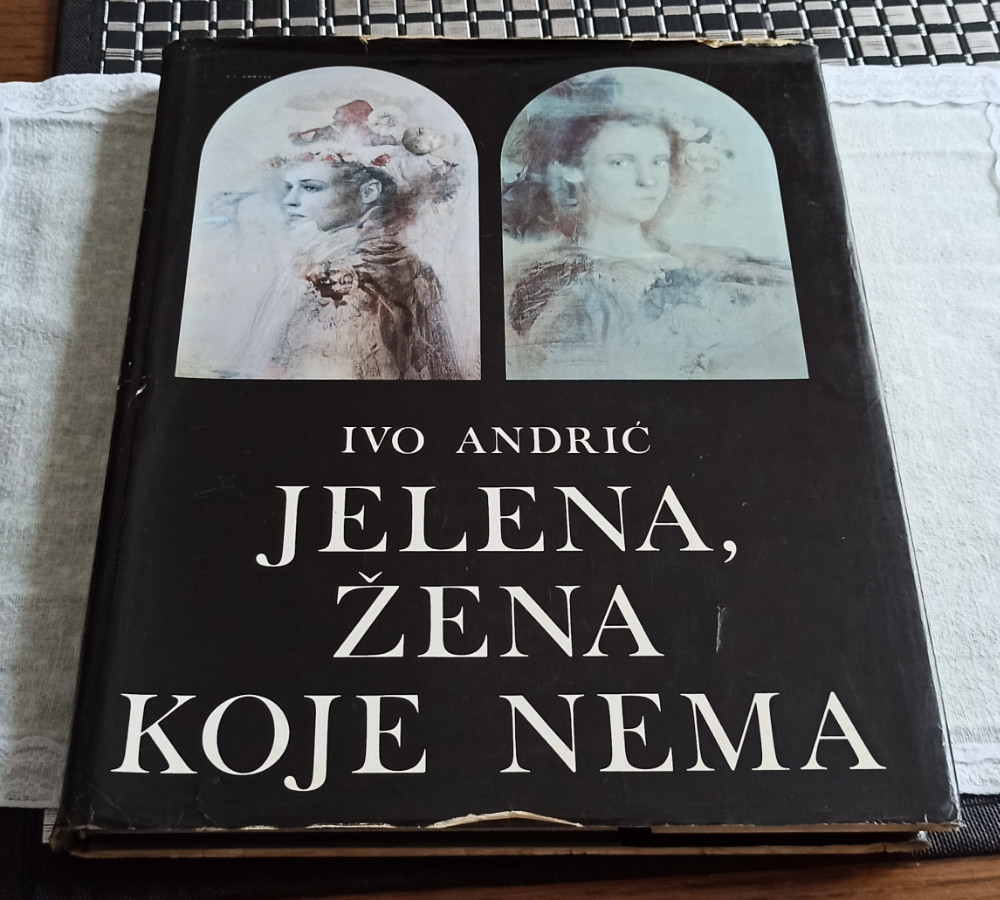 IVO ANDRIĆ
JELENA,
ŽENA
KOJE NEMA